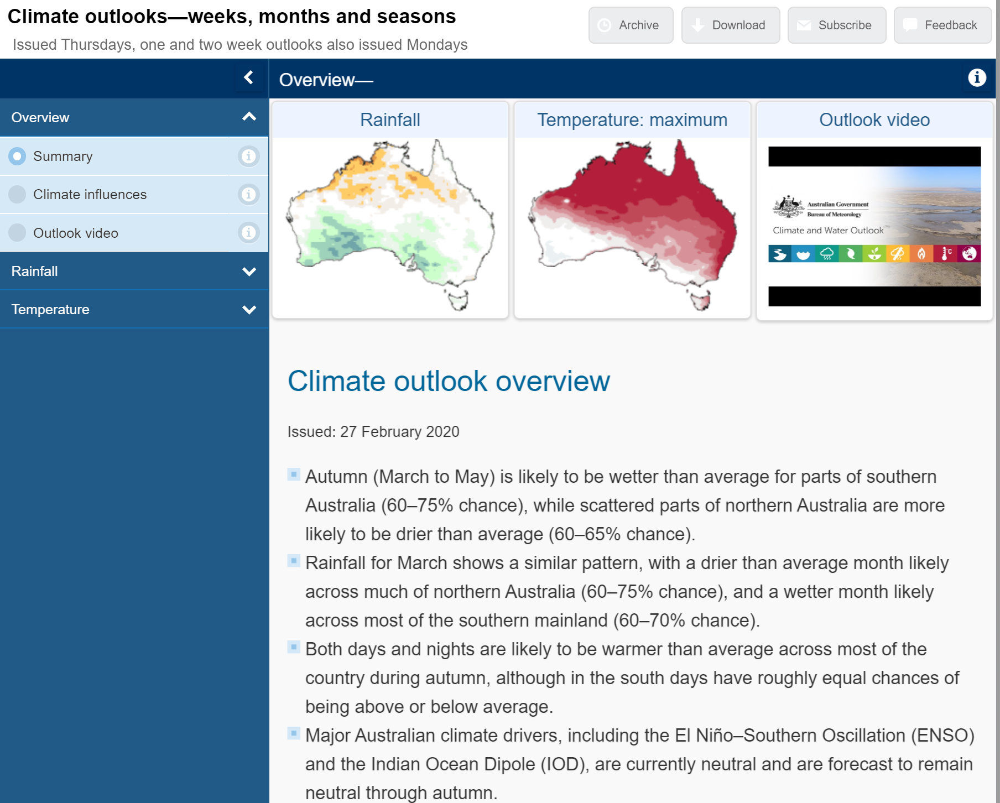 Climate outlooks—weeks, months and seasons
Issued Thursdays, one and two week outlooks also issued Mondays
Archive
Download
Subscribe
Feedback
Overview—
Overview
Summary
Climate influences
Outlook video
Rainfall
Temperature
Rainfall
Temperature: maximum
Outlook video
Australian Government
Bureau of Meteorology
Climate and Water Outlook
°C
Climate outlook overview
Issued: 27 February 2020
Autumn (March to May) is likely to be wetter than average for parts of southern
Australia (60–75% chance), while scattered parts of northern Australia are more
likely to be drier than average (60–65% chance).
Rainfall for March shows a similar pattern, with a drier than average month likely
across much of northern Australia (60–75% chance), and a wetter month likely
across most of the southern mainland (60–70% chance).
Both days and nights are likely to be warmer than average across most of the
country during autumn, although in the south days have roughly equal chances of
being above or below average.
Major Australian climate drivers, including the El Niño–Southern Oscillation (ENSO)
and the Indian Ocean Dipole (IOD), are currently neutral and are forecast to remain
neutral through autumn.